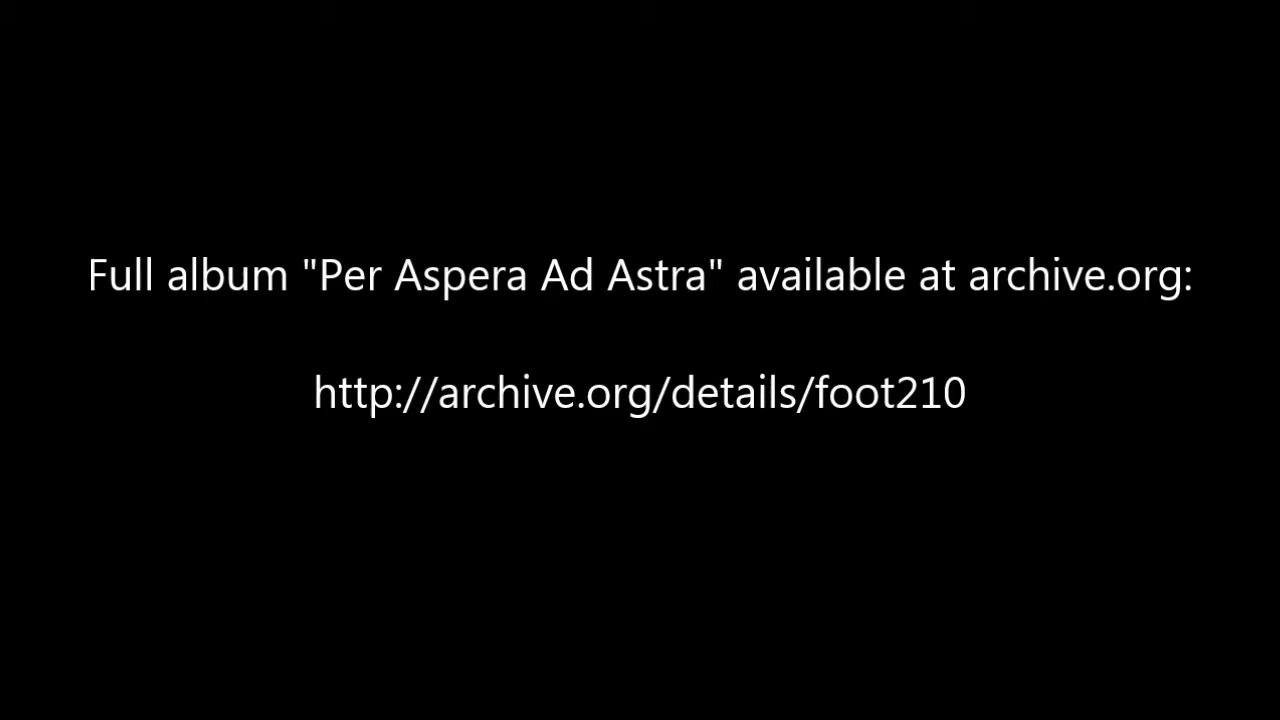 Full album "Per Aspera Ad Astra" available at archive.org:
http://archive.org/details/foot210